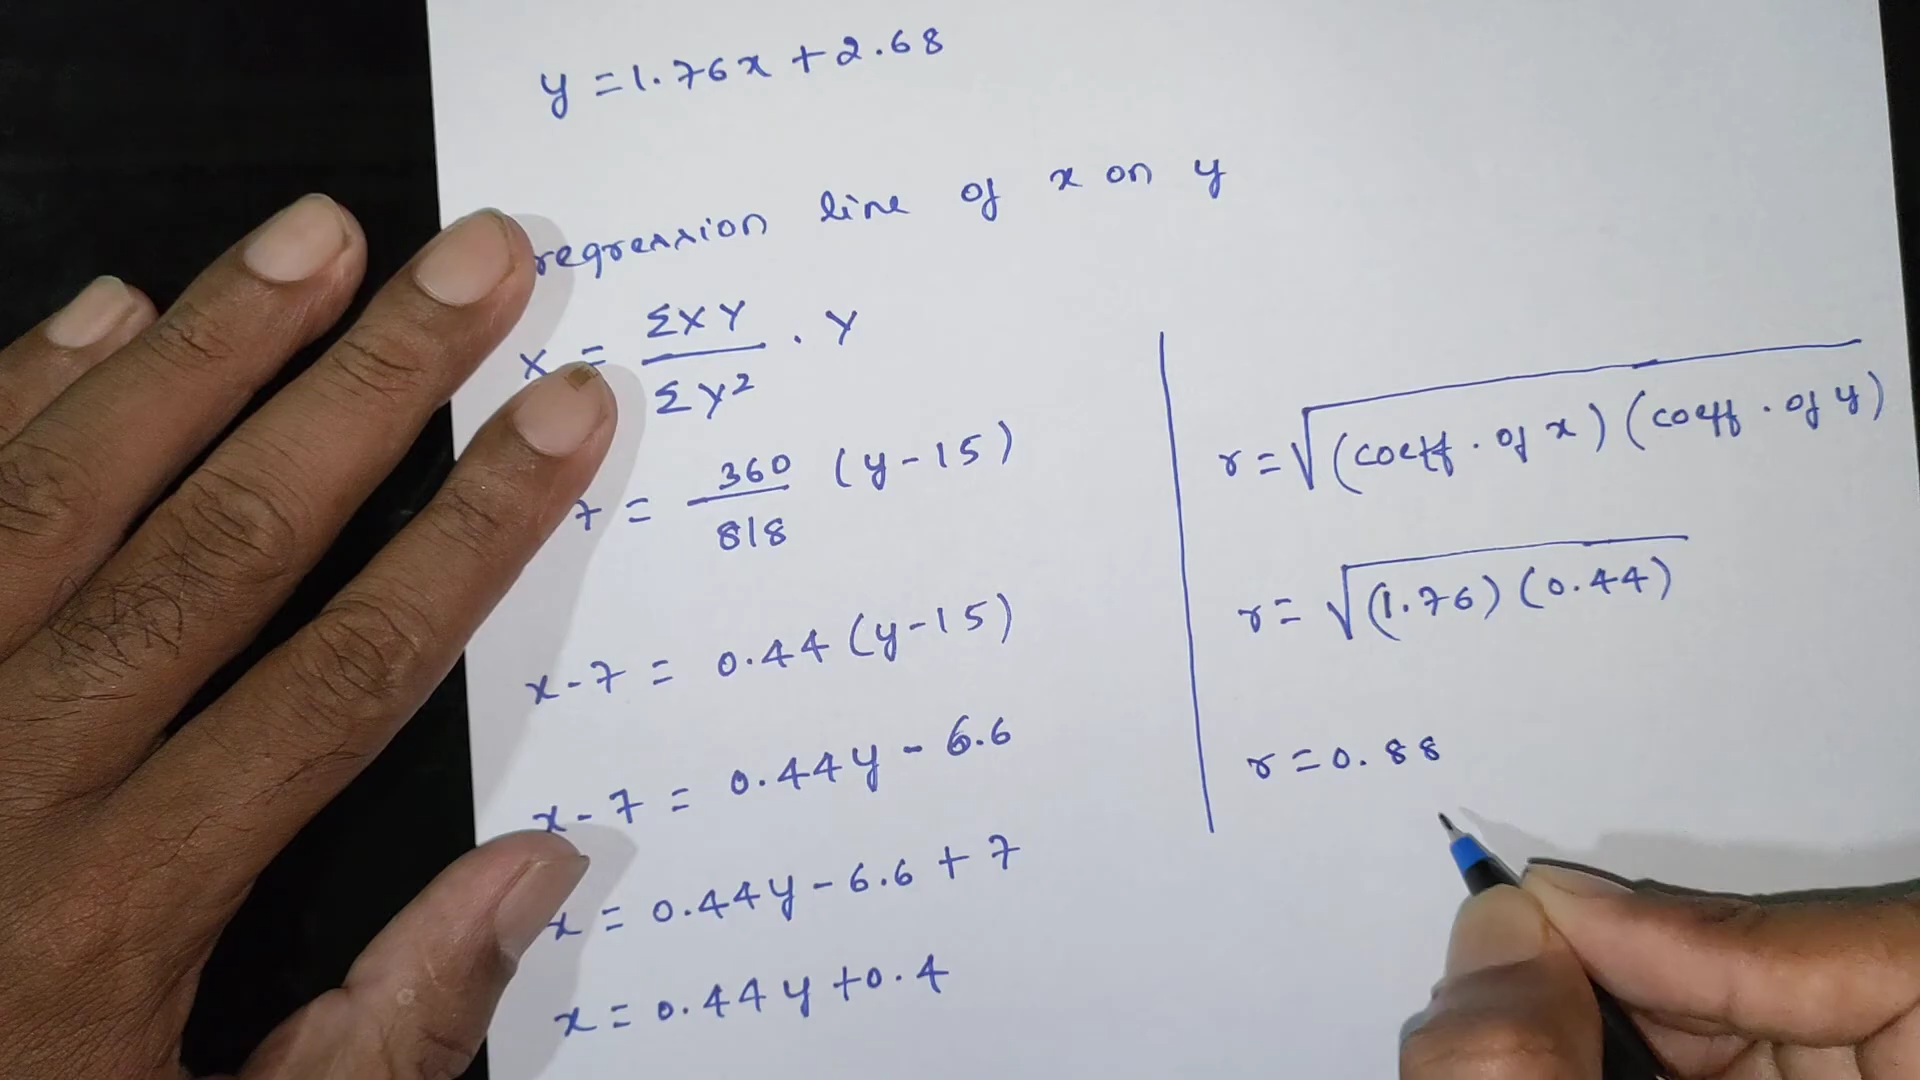 y = 1.76x + 2.68
regression line of x on y
X = ΣXY / ΣY² . Y
7 = 360 / 818 (y - 15)
x - 7 = 0.44 (y - 15)
x - 7 = 0.44y - 6.6
x = 0.44y - 6.6 + 7
x = 0.44y + 0.4
r = √(coeff. of x) (coeff. of y)
r = √(1.76) (0.44)
r = 0.88